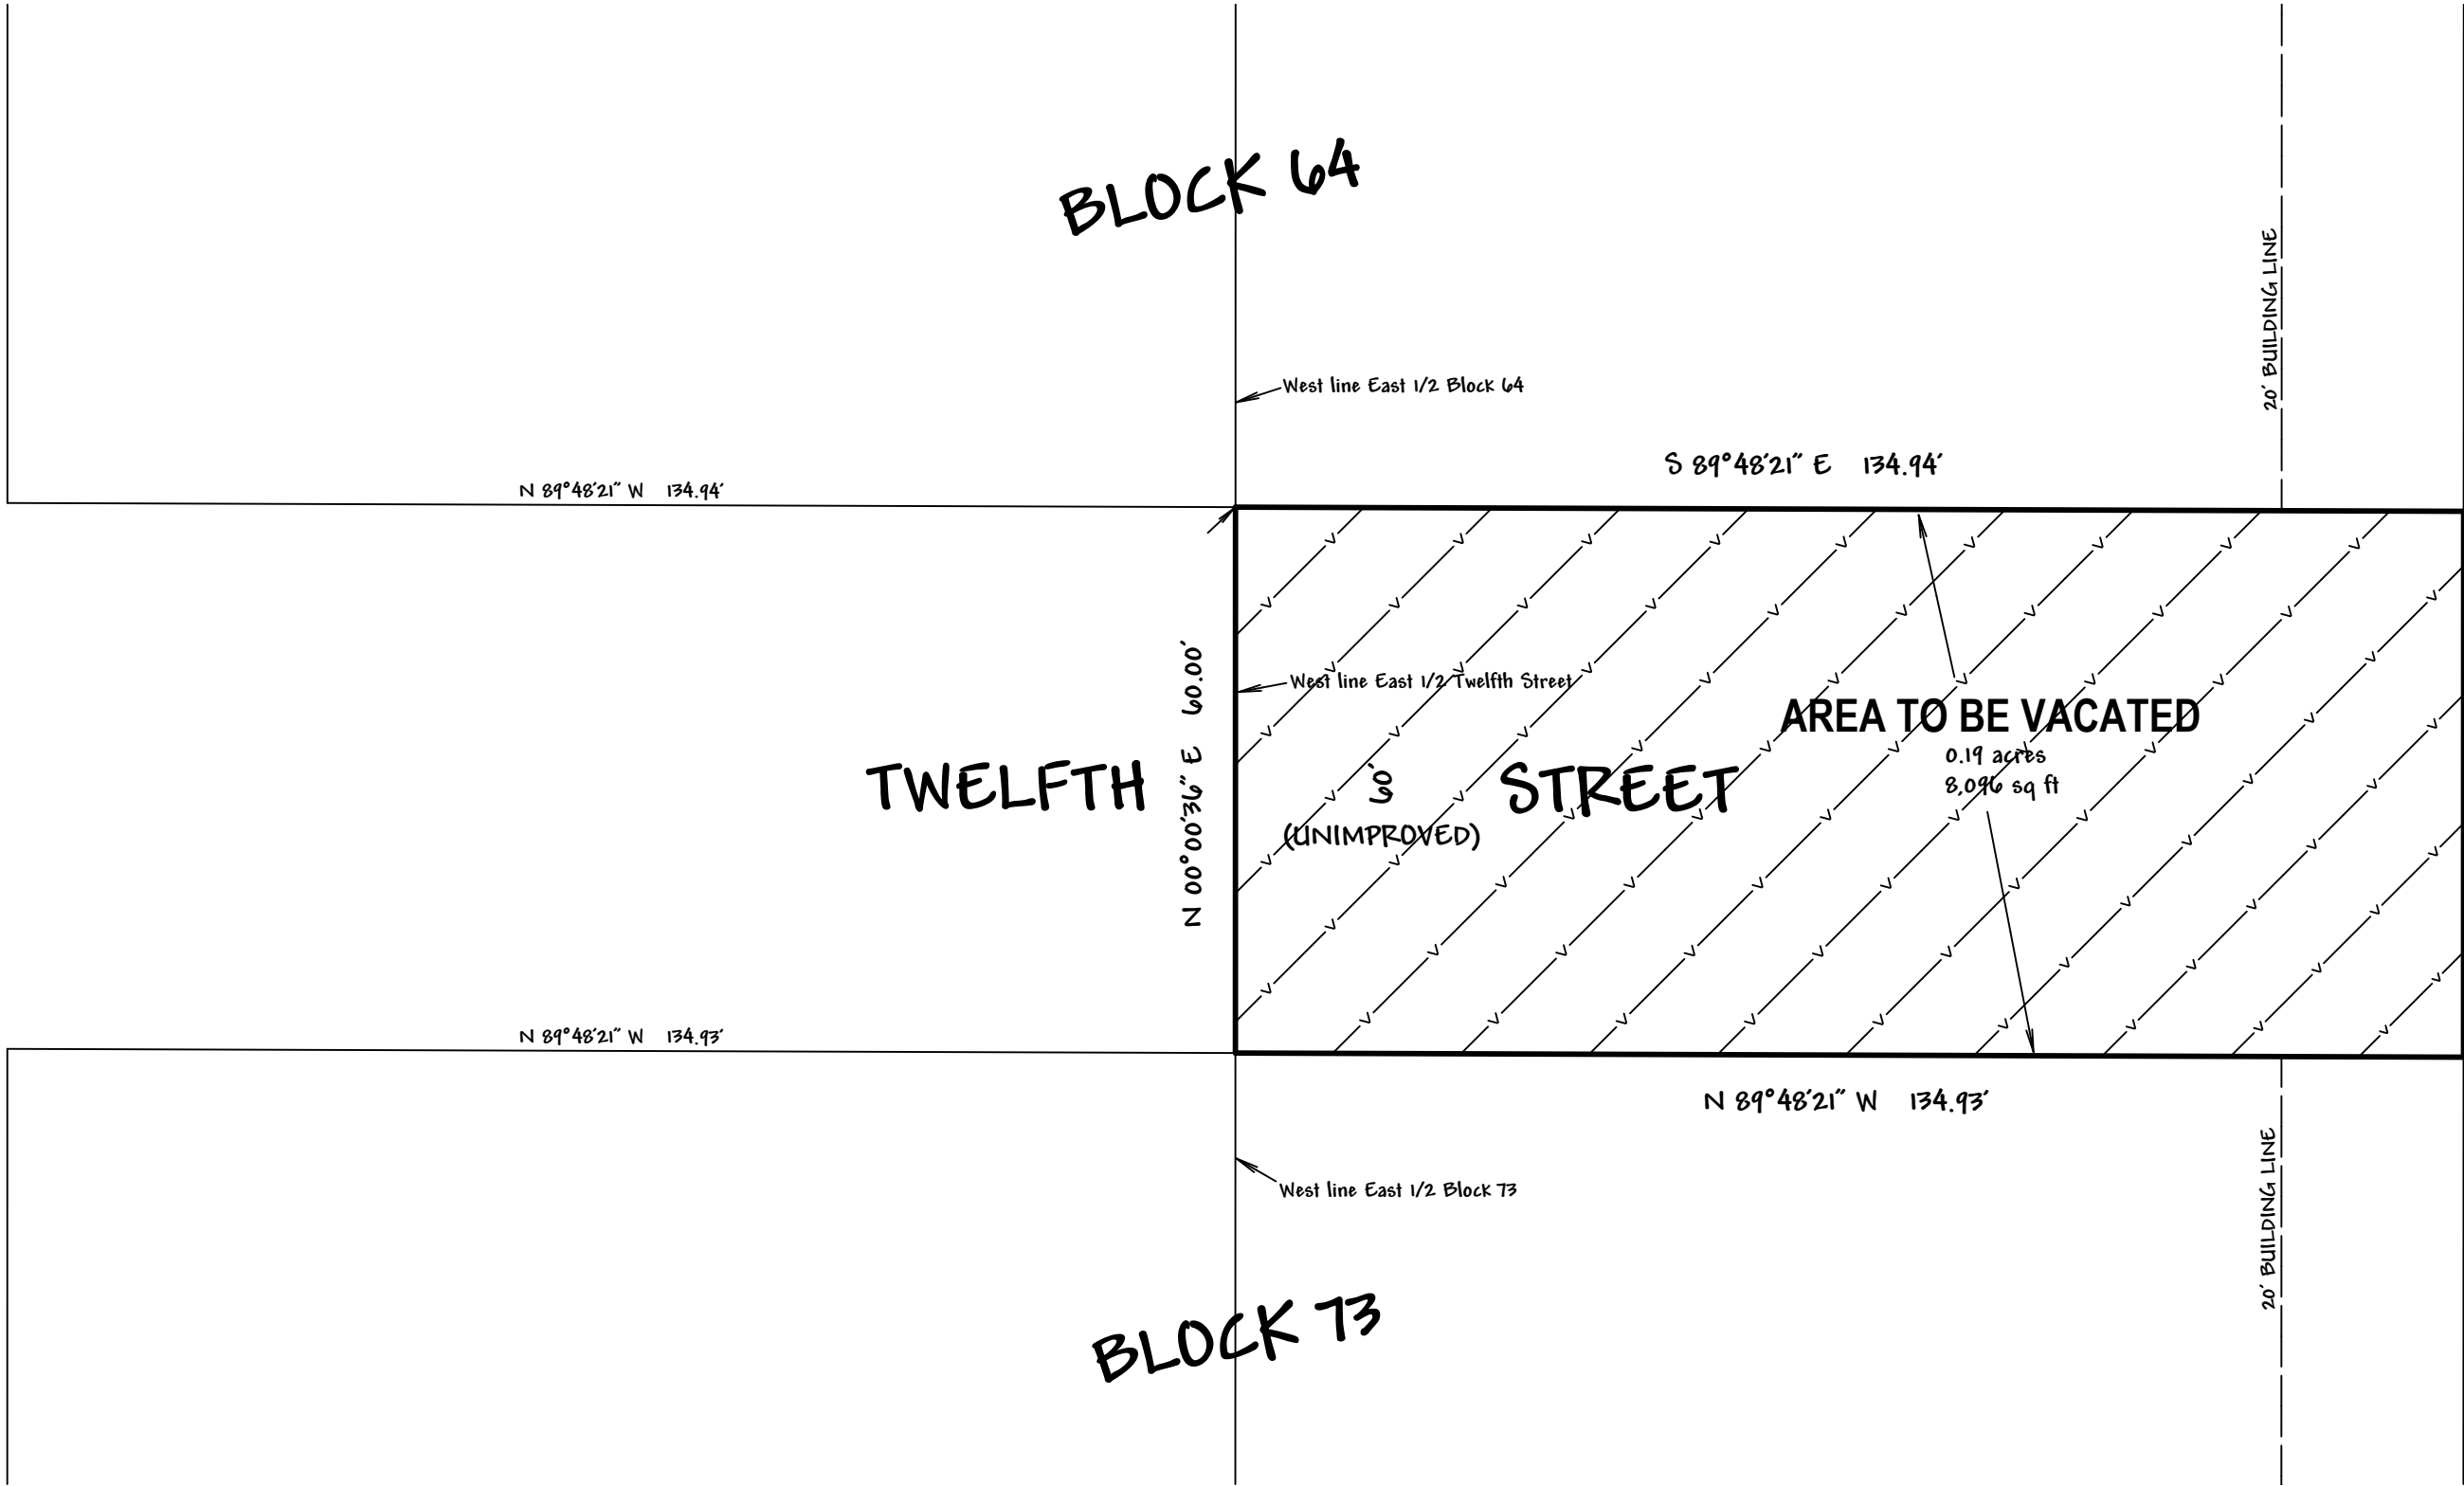 BLOCK 64
20' BUILDING LINE
West line East 1/2 Block 64
S 89°48'21" E 134.94'
N 89°48'21" W 134.94'
N 00°00'36" E 60.00'
West line East 1/2 Twelfth Street
AREA TO BE VACATED
0.19 acres
8,096 sq ft
TWELFTH 60' STREET
(UNIMPROVED)
N 89°48'21" W 134.93'
N 89°48'21" W 134.93'
20' BUILDING LINE
West line East 1/2 Block 73
BLOCK 73